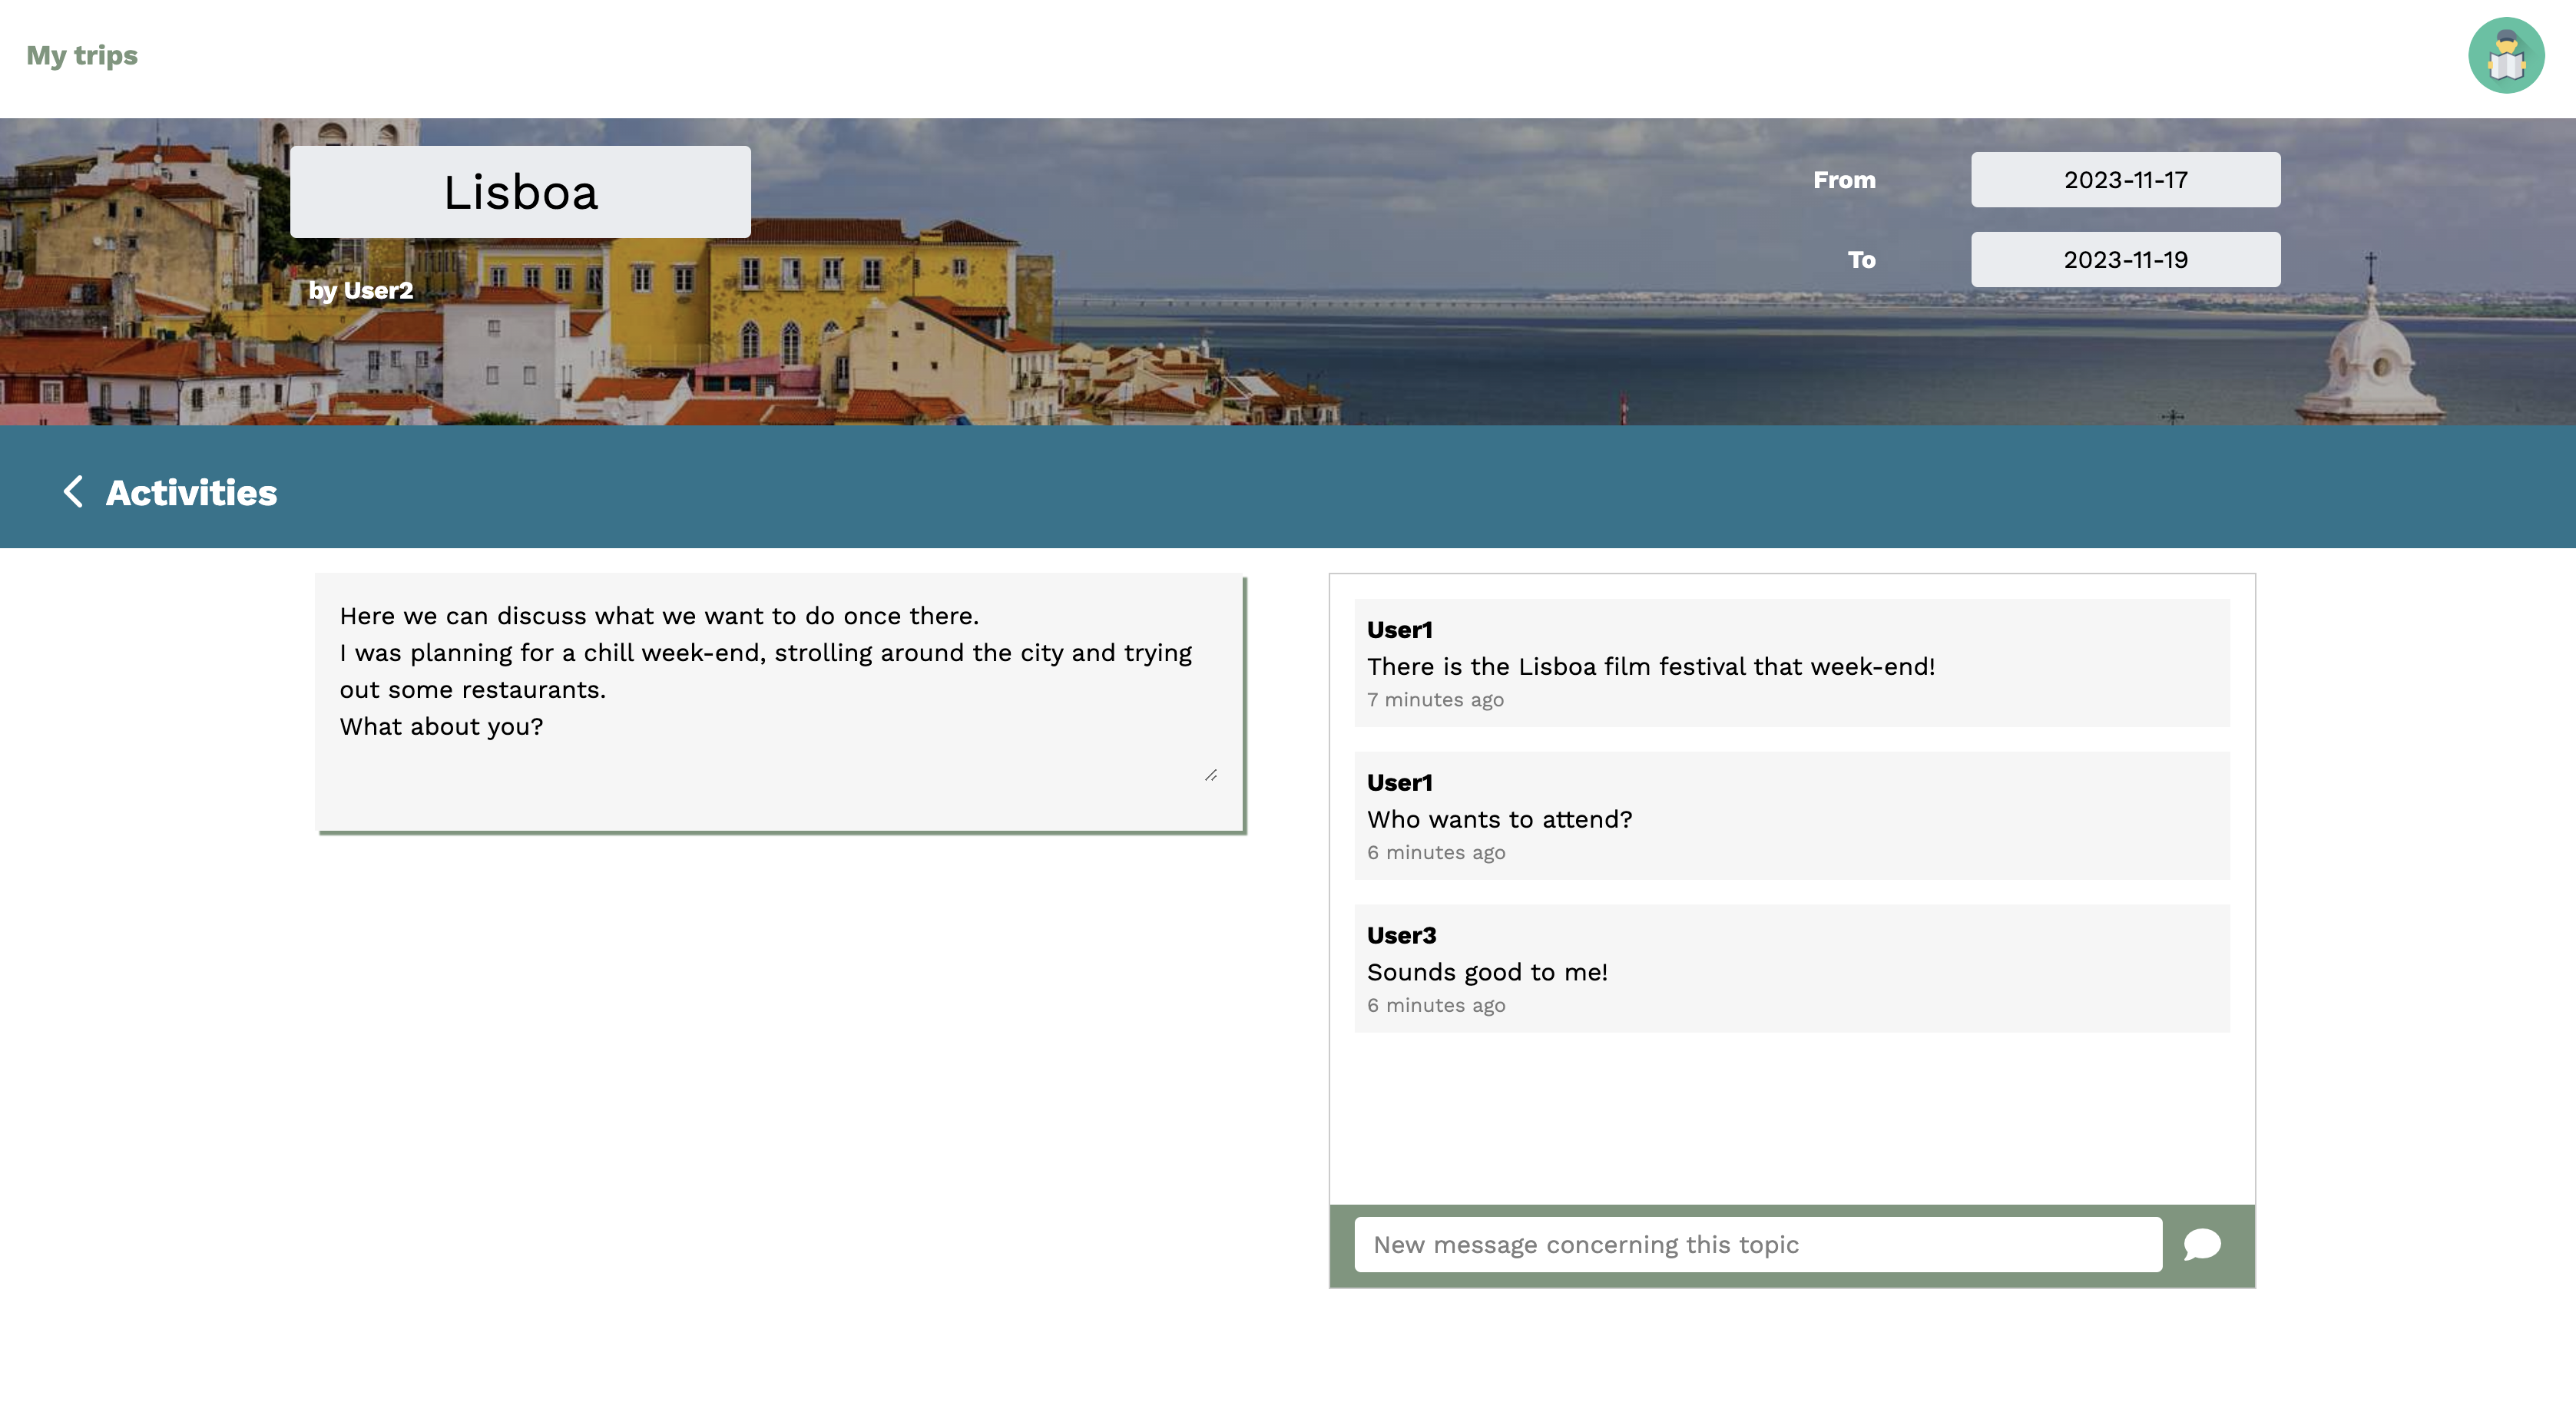 My trips
Lisboa
by User2
From
2023-11-17
To
2023-11-19
Activities
Here we can discuss what we want to do once there.
I was planning for a chill week-end, strolling around the city and trying
out some restaurants.
What about you?
User1
There is the Lisboa film festival that week-end!
7 minutes ago
User1
Who wants to attend?
6 minutes ago
User3
Sounds good to me!
6 minutes ago
New message concerning this topic